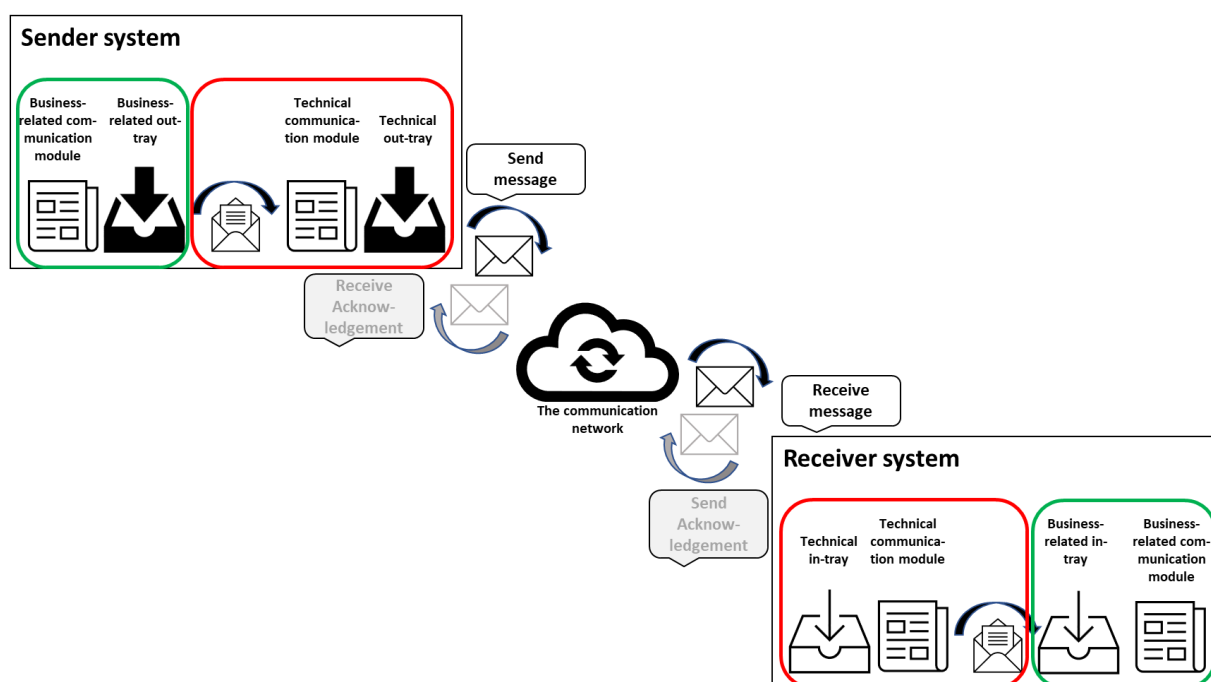 Sender system
Business-
related com-
munication
module
Business-
related out-
tray
Technical
communica-
tion module
Technical
out-tray
Send
message
Receive
Acknow-
ledgement
The communication
network
Receive
message
Send
Acknow-
ledgement
Receiver system
Technical
in-tray
Technical
communica-
tion module
Business-
related in-
tray
Business-
related com-
munication
module